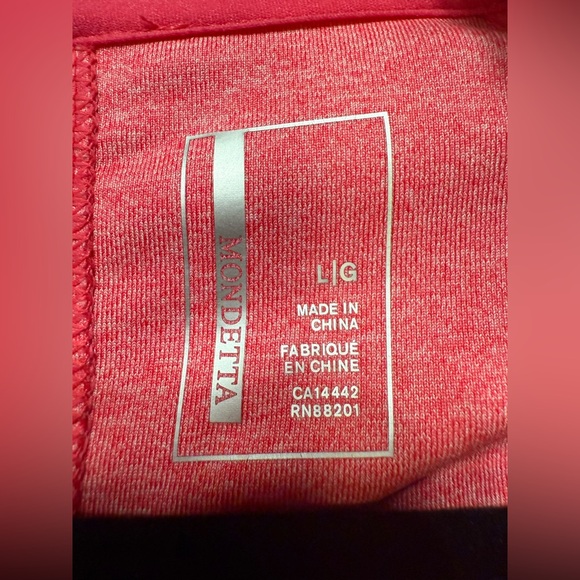 MONDETTA
L|G
MADE IN
CHINA
FABRIQUÉ
EN CHINE
CA14442
RN88201